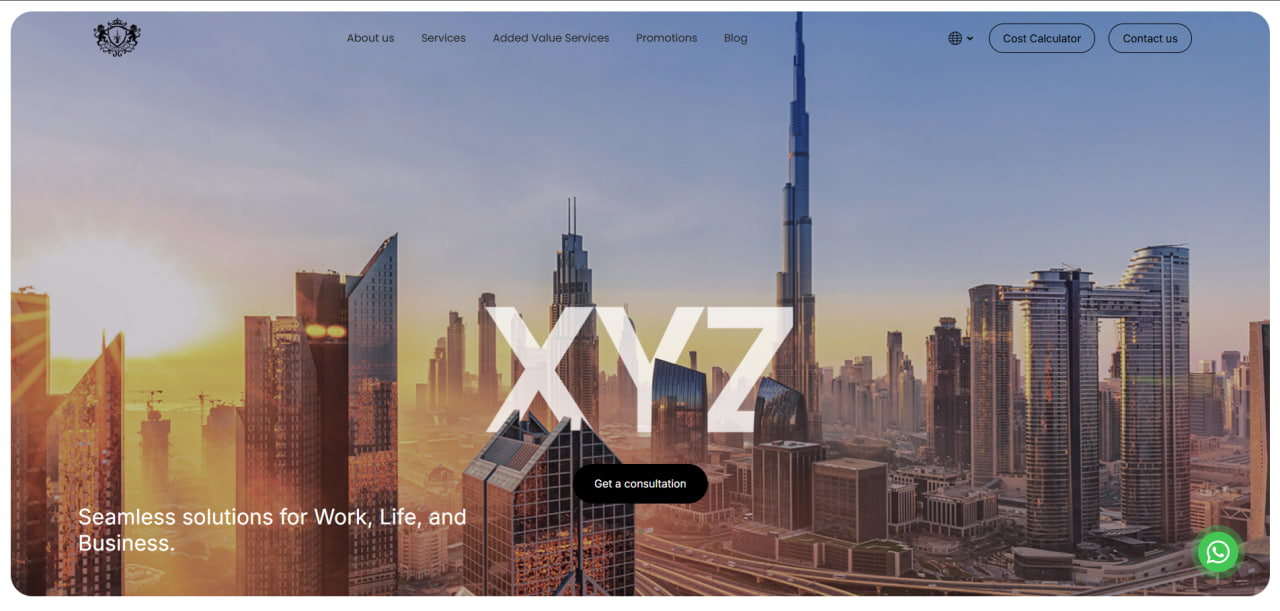 About us
Services
Added Value Services
Promotions
Blog
Cost Calculator
Contact us
XYZ
Get a consultation
Seamless solutions for Work, Life, and
Business.